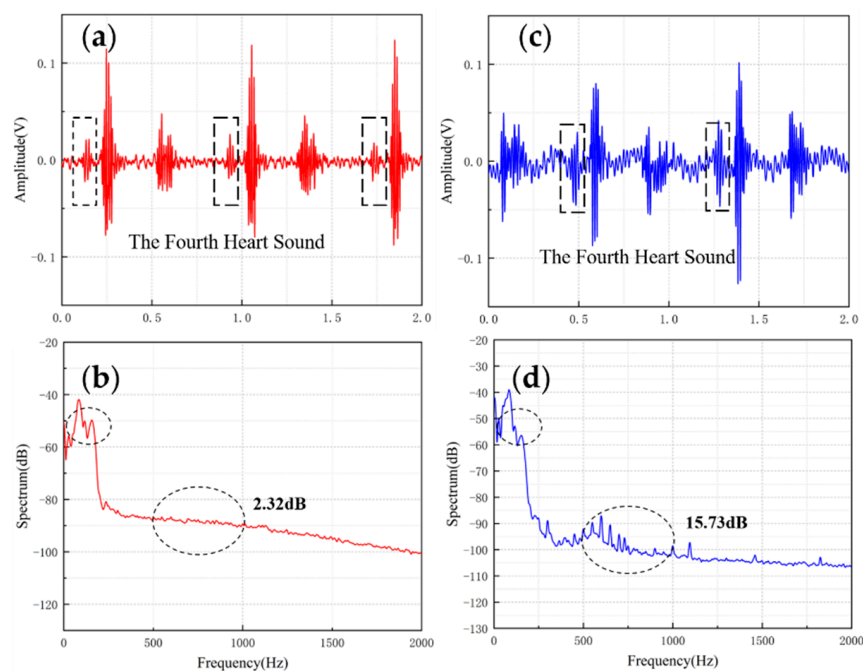 (a)
Amplitude(V)
0.1
0.0
-0.1
The Fourth Heart Sound
0.0 0.5 1.0 1.5 2.0
(c)
Amplitude(V)
0.1
0.0
-0.1
The Fourth Heart Sound
0.0 0.5 1.0 1.5 2.0
(b)
Spectrum(dB)
-20
-40
-60
-80
-100
-120
2.32dB
0 500 1000 1500 2000
Frequency(Hz)
(d)
Spectrum(dB)
-20
-30
-40
-50
-60
-70
-80
-90
-100
-110
-120
-130
15.73dB
0 500 1000 1500 2000
Frequency(Hz)